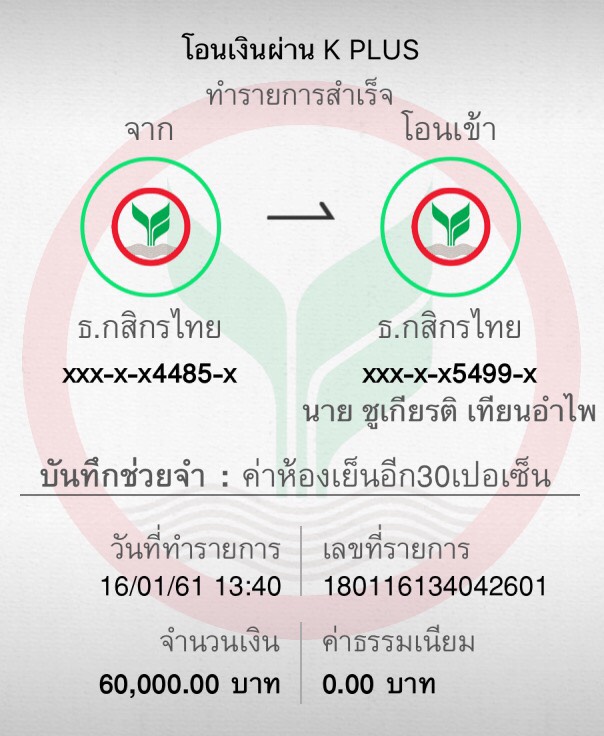 โอนเงินผ่าน K PLUS
ทำรายการสำเร็จ
จาก
โอนเข้า
ธ.กสิกรไทย
ธ.กสิกรไทย
xxx-x-x4485-x
xxx-x-x5499-x
นาย ชูเกียรติ เทียนอำไพ
บันทึกช่วยจำ : ค่าห้องเย็นอีก30เปอเซ็น
วันที่ทำรายการ
เลขที่รายการ
16/01/61 13:40
180116134042601
จำนวนเงิน
ค่าธรรมเนียม
60,000.00 บาท
0.00 บาท